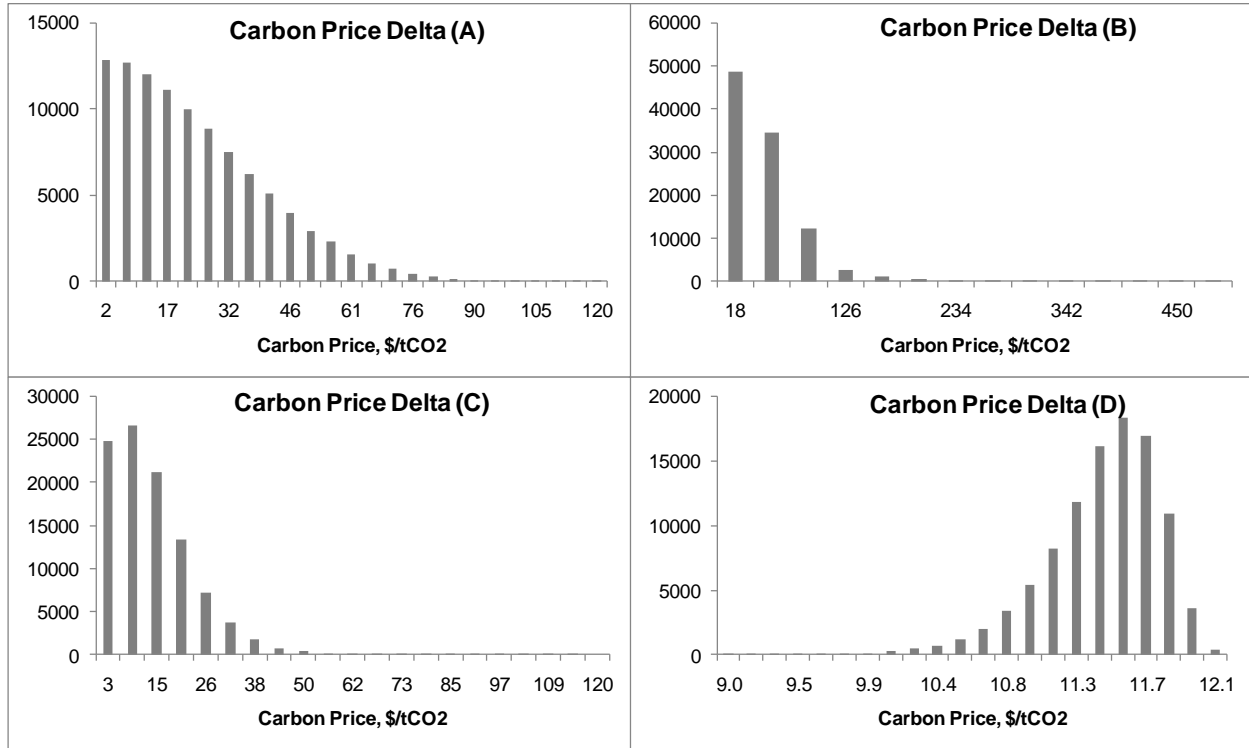 Carbon Price Delta (A)
15000
10000
5000
0
2 17 32 46 61 76 90 105 120
Carbon Price, $/tCO2
Carbon Price Delta (B)
60000
50000
40000
30000
20000
10000
0
18 126 234 342 450
Carbon Price, $/tCO2
Carbon Price Delta (C)
30000
25000
20000
15000
10000
5000
0
3 15 26 38 50 62 73 85 97 109 120
Carbon Price, $/tCO2
Carbon Price Delta (D)
20000
15000
10000
5000
0
9.0 9.5 9.9 10.4 10.8 11.3 11.7 12.1
Carbon Price, $/tCO2